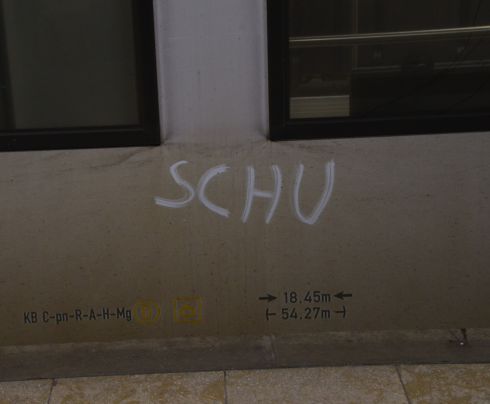 SCHU
KB C-pn-R-A-H-Mg
→ 18.45m ←
(— 54.27m —)